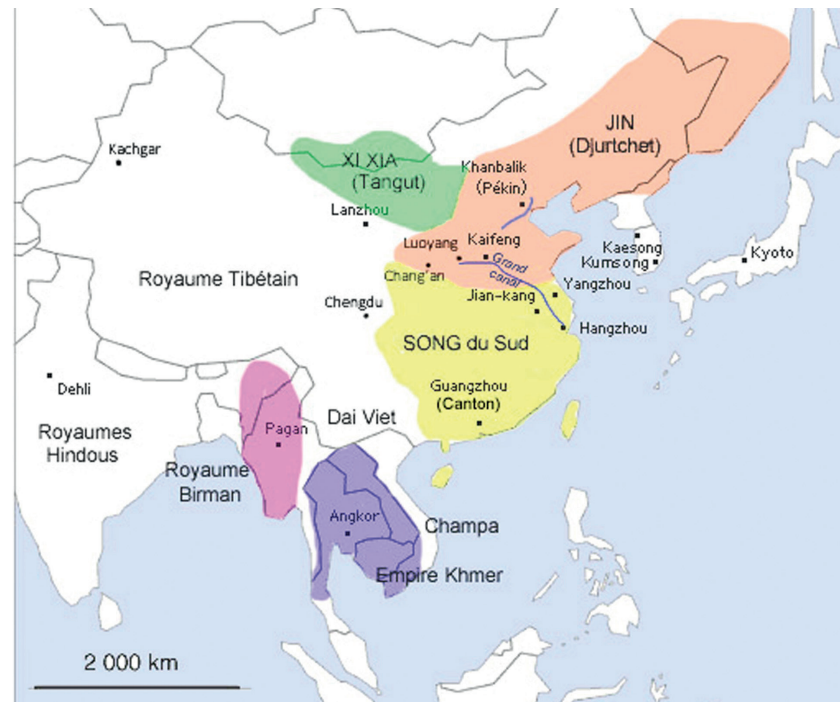 JIN
(Djurtchet)
Kachgar
XI XIA
(Tangut)
Khanbalik
(Pékin)
Lanzhou
Luoyang
Kaifeng
Kaesong
Kumsong
Kyoto
Chang'an
Grand
canal
Royaume Tibétain
Yangzhou
Jian-kang
Chengdu
Hangzhou
SONG du Sud
Dehli
Guangzhou
(Canton)
Dai Viet
Pagan
Royaumes
Hindous
Royaume
Birman
Angkor
Champa
Empire Khmer
2 000 km